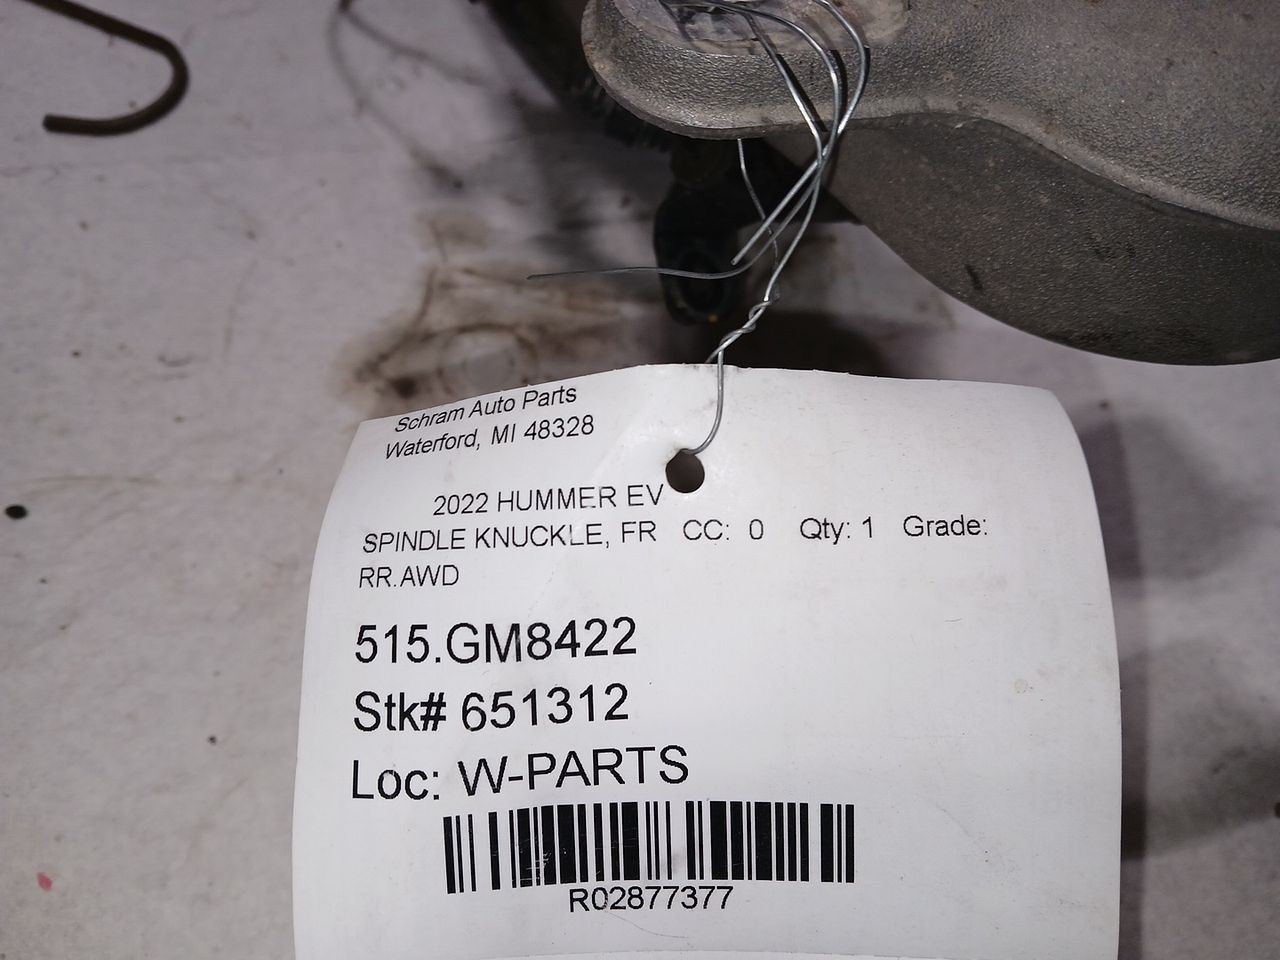 Schram Auto Parts
Waterford, MI 48328
2022 HUMMER EV
SPINDLE KNUCKLE, FR CC: 0 Qty: 1 Grade:
RR.AWD
515.GM8422
Stk# 651312
Loc: W-PARTS
R02877377